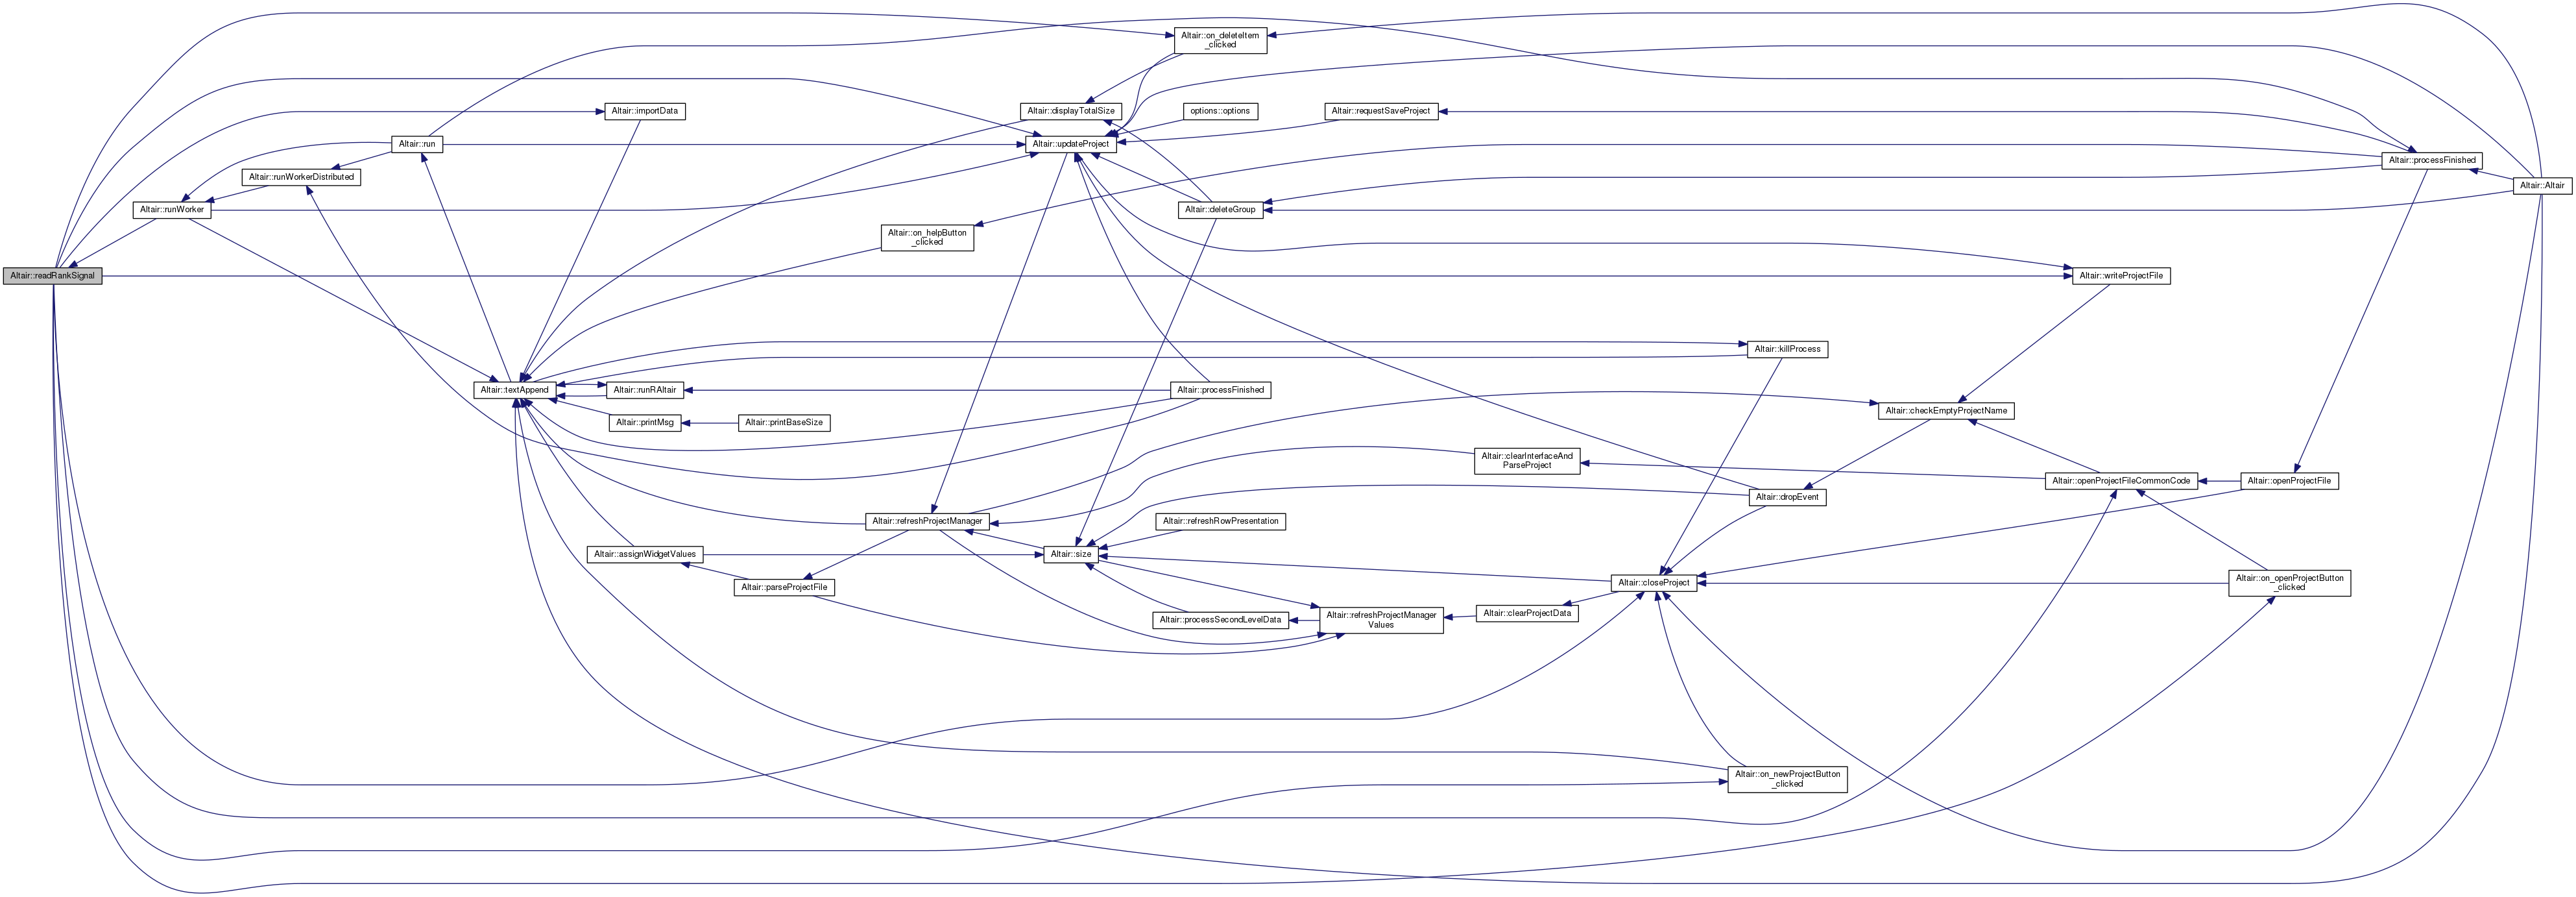 Altair::on_deleteItem
_clicked
Altair::importData
Altair::displayTotalSize
options::options
Altair::requestSaveProject
Altair::run
Altair::updateProject
Altair::processFinished
Altair::runWorkerDistributed
Altair::Altair
Altair::runWorker
Altair::deleteGroup
Altair::on_helpButton
_clicked
Altair::readRankSignal
Altair::writeProjectFile
Altair::killProcess
Altair::textAppend
Altair::runRAltair
Altair::processFinished
Altair::checkEmptyProjectName
Altair::printMsg
Altair::printBaseSize
Altair::clearInterfaceAnd
ParseProject
Altair::openProjectFileCommonCode
Altair::openProjectFile
Altair::dropEvent
Altair::refreshProjectManager
Altair::refreshRowPresentation
Altair::assignWidgetValues
Altair::size
Altair::closeProject
Altair::on_openProjectButton
_clicked
Altair::parseProjectFile
Altair::clearProjectData
Altair::processSecondLevelData
Altair::refreshProjectManager
Values
Altair::on_newProjectButton
_clicked